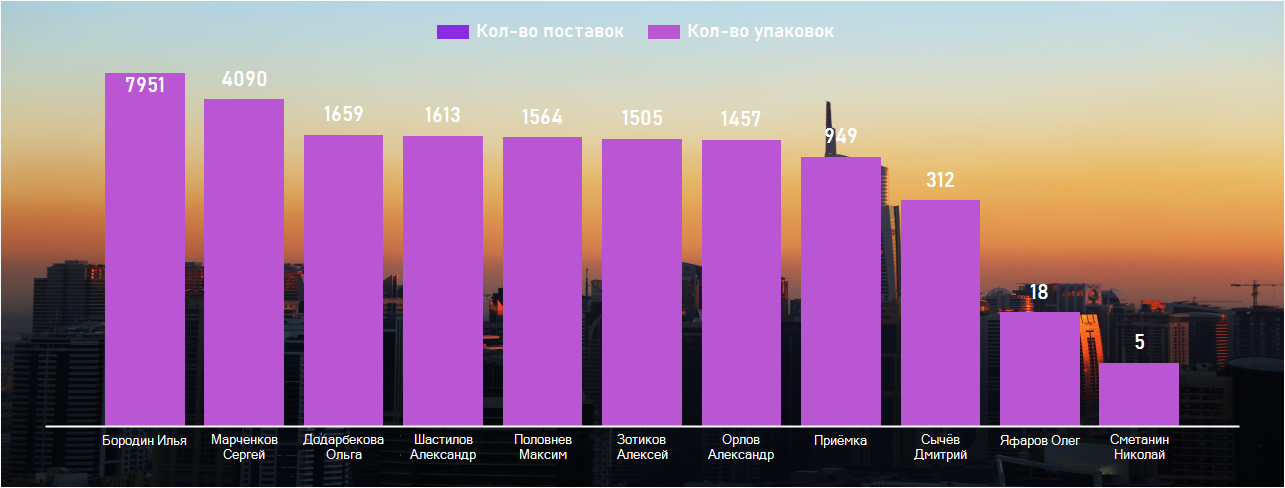 Кол-во поставок Кол-во упаковок
7951
4090
1659
1613
1564
1505
1457
949
312
18
5
Бородин Илья
Марченков
Сергей
Додарбекова
Ольга
Шастилов
Александр
Половнев
Максим
Зотиков
Алексей
Орлов
Александр
Приёмка
Сычёв
Дмитрий
Яфаров Олег
Сметанин
Николай